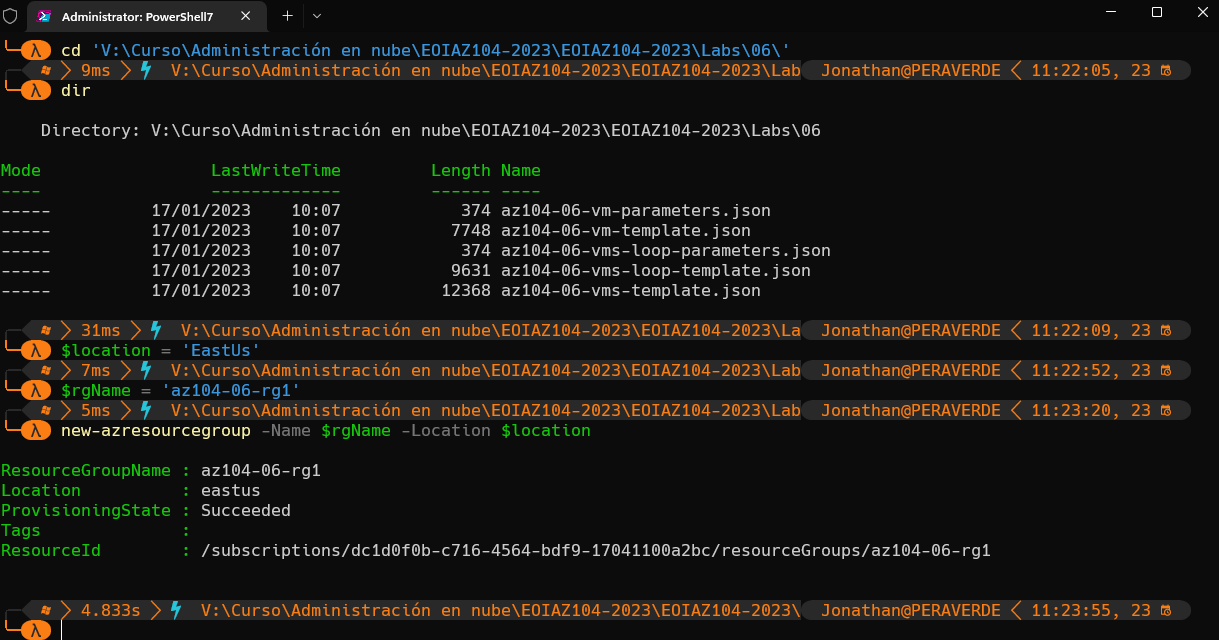 Administrator: PowerShell7
λ cd 'V:\Curso\Administración en nube\EOIAZ104-2023\EOIAZ104-2023\Labs\06\'
9ms V:\Curso\Administración en nube\EOIAZ104-2023\EOIAZ104-2023\Lab Jonathan@PERAVERDE 11:22:05, 23
λ dir
Directory: V:\Curso\Administración en nube\EOIAZ104-2023\EOIAZ104-2023\Labs\06
Mode LastWriteTime Length Name
---- ------------- ------ ----
----- 17/01/2023 10:07 374 az104-06-vm-parameters.json
----- 17/01/2023 10:07 7748 az104-06-vm-template.json
----- 17/01/2023 10:07 374 az104-06-vms-loop-parameters.json
----- 17/01/2023 10:07 9631 az104-06-vms-loop-template.json
----- 17/01/2023 10:07 12368 az104-06-vms-template.json
31ms V:\Curso\Administración en nube\EOIAZ104-2023\EOIAZ104-2023\La Jonathan@PERAVERDE 11:22:09, 23
λ $location = 'EastUs'
7ms V:\Curso\Administración en nube\EOIAZ104-2023\EOIAZ104-2023\Lab Jonathan@PERAVERDE 11:22:52, 23
λ $rgName = 'az104-06-rg1'
5ms V:\Curso\Administración en nube\EOIAZ104-2023\EOIAZ104-2023\Lab Jonathan@PERAVERDE 11:23:20, 23
λ new-azresourcegroup -Name $rgName -Location $location
ResourceGroupName : az104-06-rg1
Location : eastus
ProvisioningState : Succeeded
Tags :
ResourceId : /subscriptions/dc1d0f0b-c716-4564-bdf9-17041100a2bc/resourceGroups/az104-06-rg1
4.833s V:\Curso\Administración en nube\EOIAZ104-2023\EOIAZ104-2023\ Jonathan@PERAVERDE 11:23:55, 23
λ